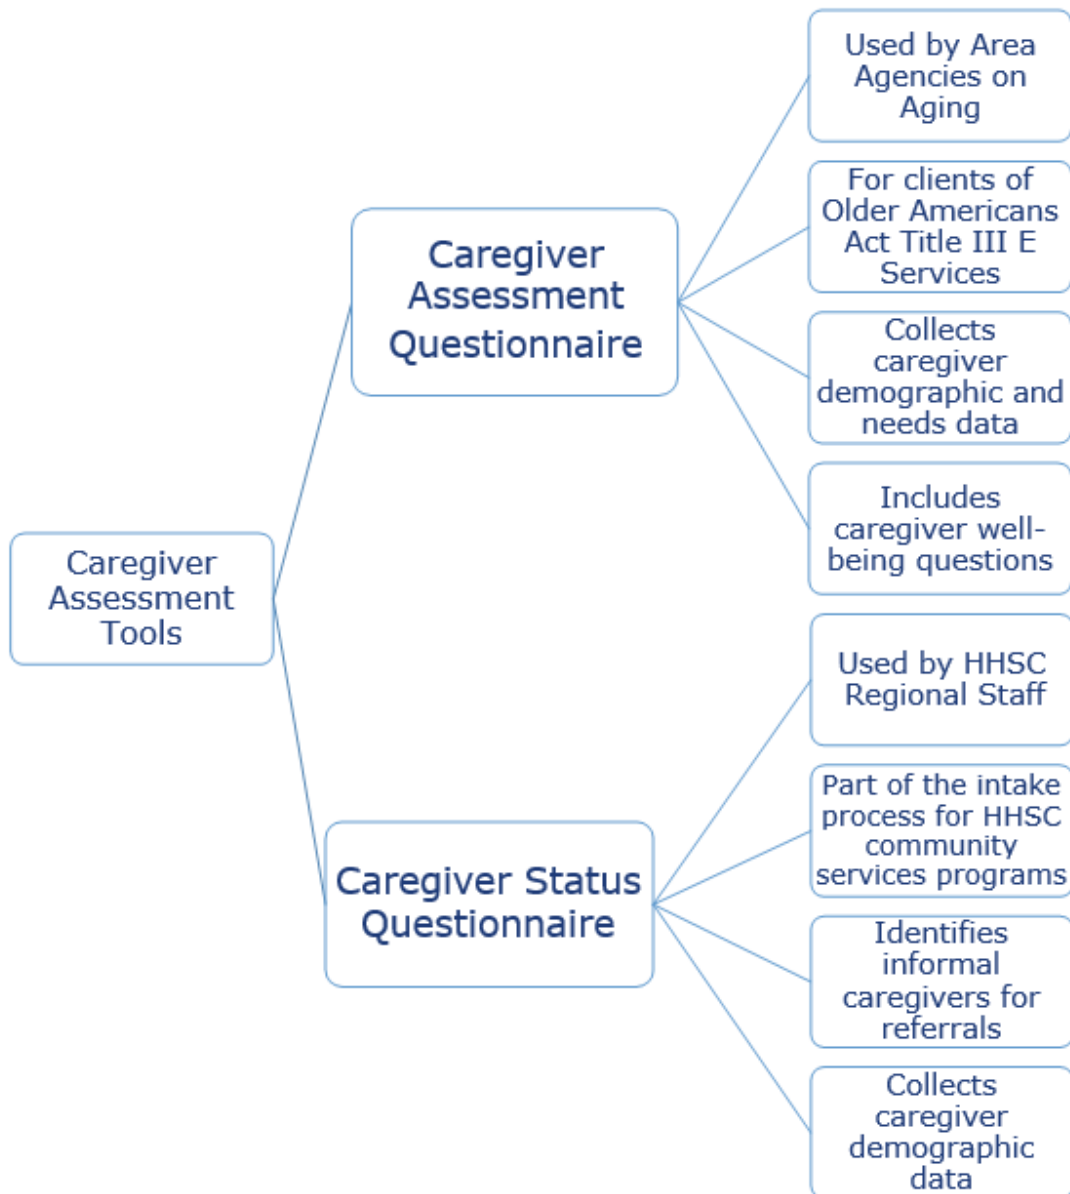 Caregiver
Assessment
Tools
Caregiver
Assessment
Questionnaire
Used by Area
Agencies on
Aging
For clients of
Older Americans
Act Title III E
Services
Collects
caregiver
demographic and
needs data
Includes
caregiver well-
being questions
Caregiver Status
Questionnaire
Used by HHSC
Regional Staff
Part of the intake
process for HHSC
community
services programs
Identifies
informal
caregivers for
referrals
Collects
caregiver
demographic
data